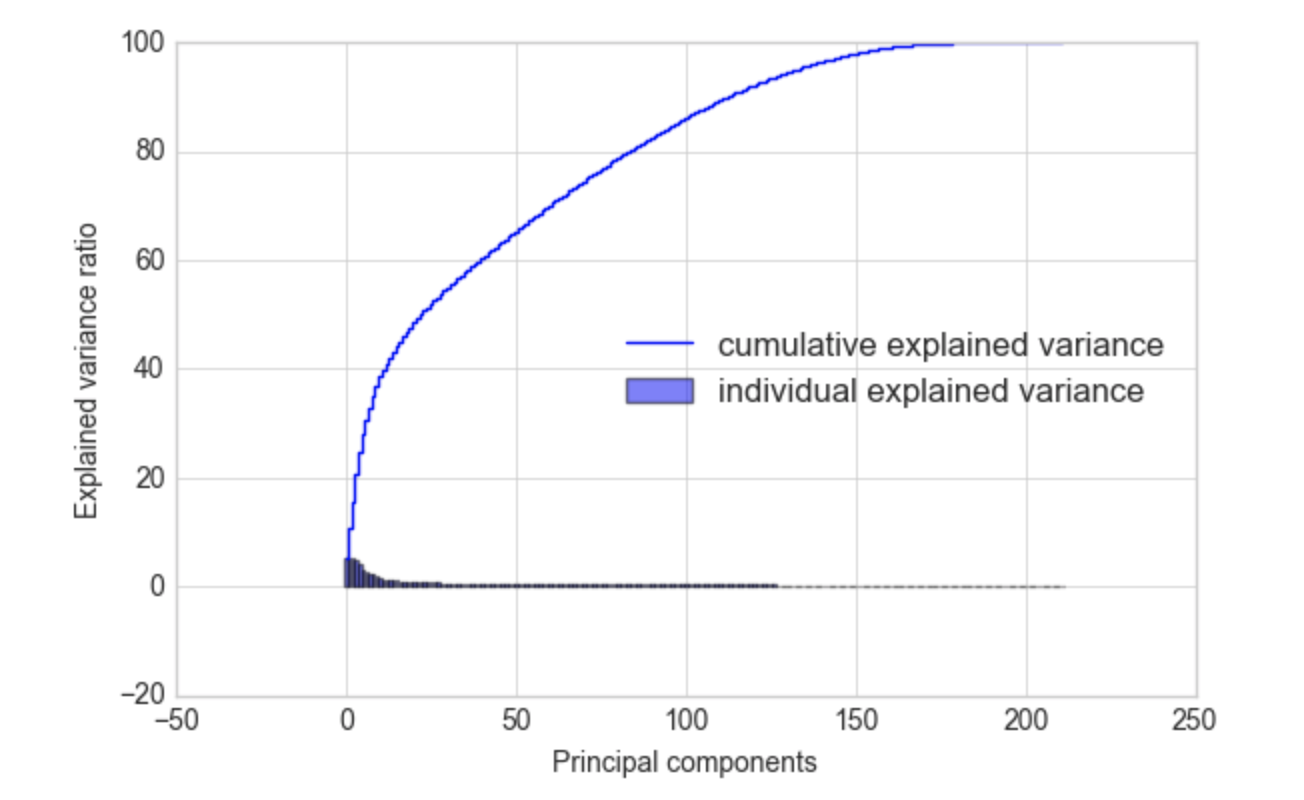 100
80
60
40
20
0
−20
−50 0 50 100 150 200 250
Explained variance ratio
Principal components
cumulative explained variance
individual explained variance